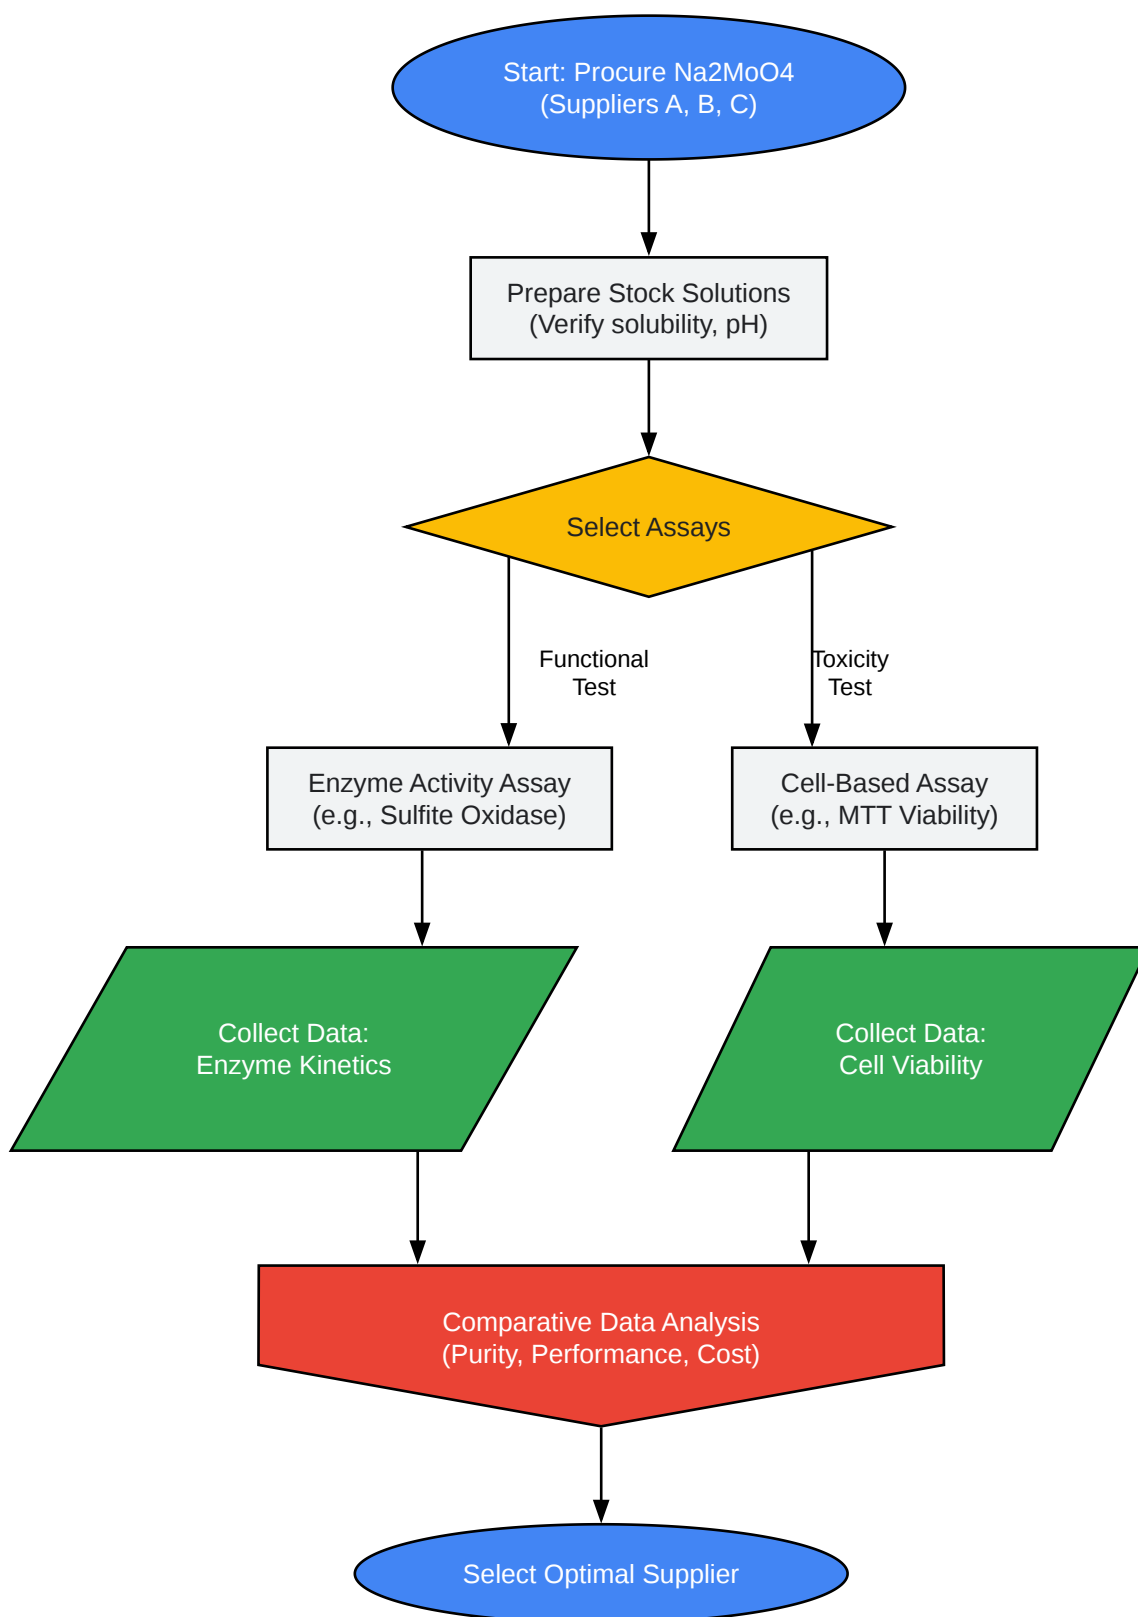 Start: Procure Na2MoO4
(Suppliers A, B, C)
Prepare Stock Solutions
(Verify solubility, pH)
Select Assays
Functional
Test
Toxicity
Test
Enzyme Activity Assay
(e.g., Sulfite Oxidase)
Cell-Based Assay
(e.g., MTT Viability)
Collect Data:
Enzyme Kinetics
Collect Data:
Cell Viability
Comparative Data Analysis
(Purity, Performance, Cost)
Select Optimal Supplier